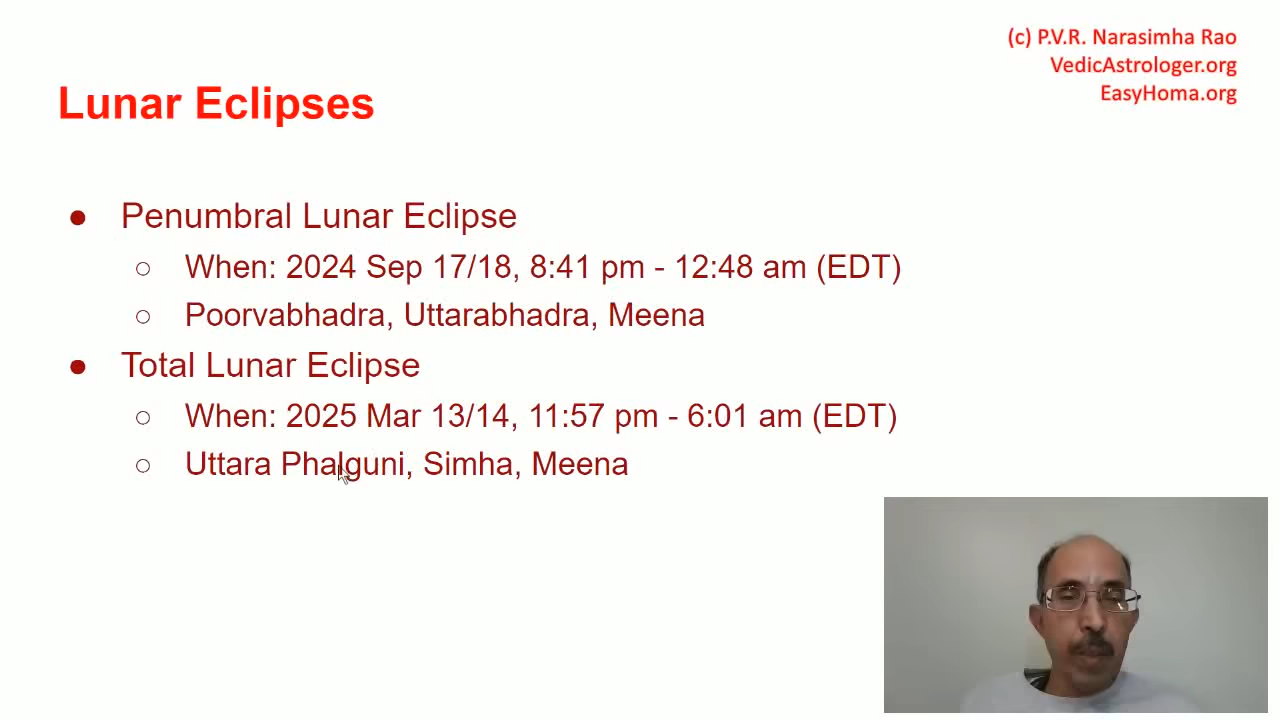 (c) P.V.R. Narasimha Rao
VedicAstrologer.org
EasyHoma.org
Lunar Eclipses
● Penumbral Lunar Eclipse
○ When: 2024 Sep 17/18, 8:41 pm - 12:48 am (EDT)
○ Poorvabhadra, Uttarabhadra, Meena
● Total Lunar Eclipse
○ When: 2025 Mar 13/14, 11:57 pm - 6:01 am (EDT)
○ Uttara Phalguni, Simha, Meena